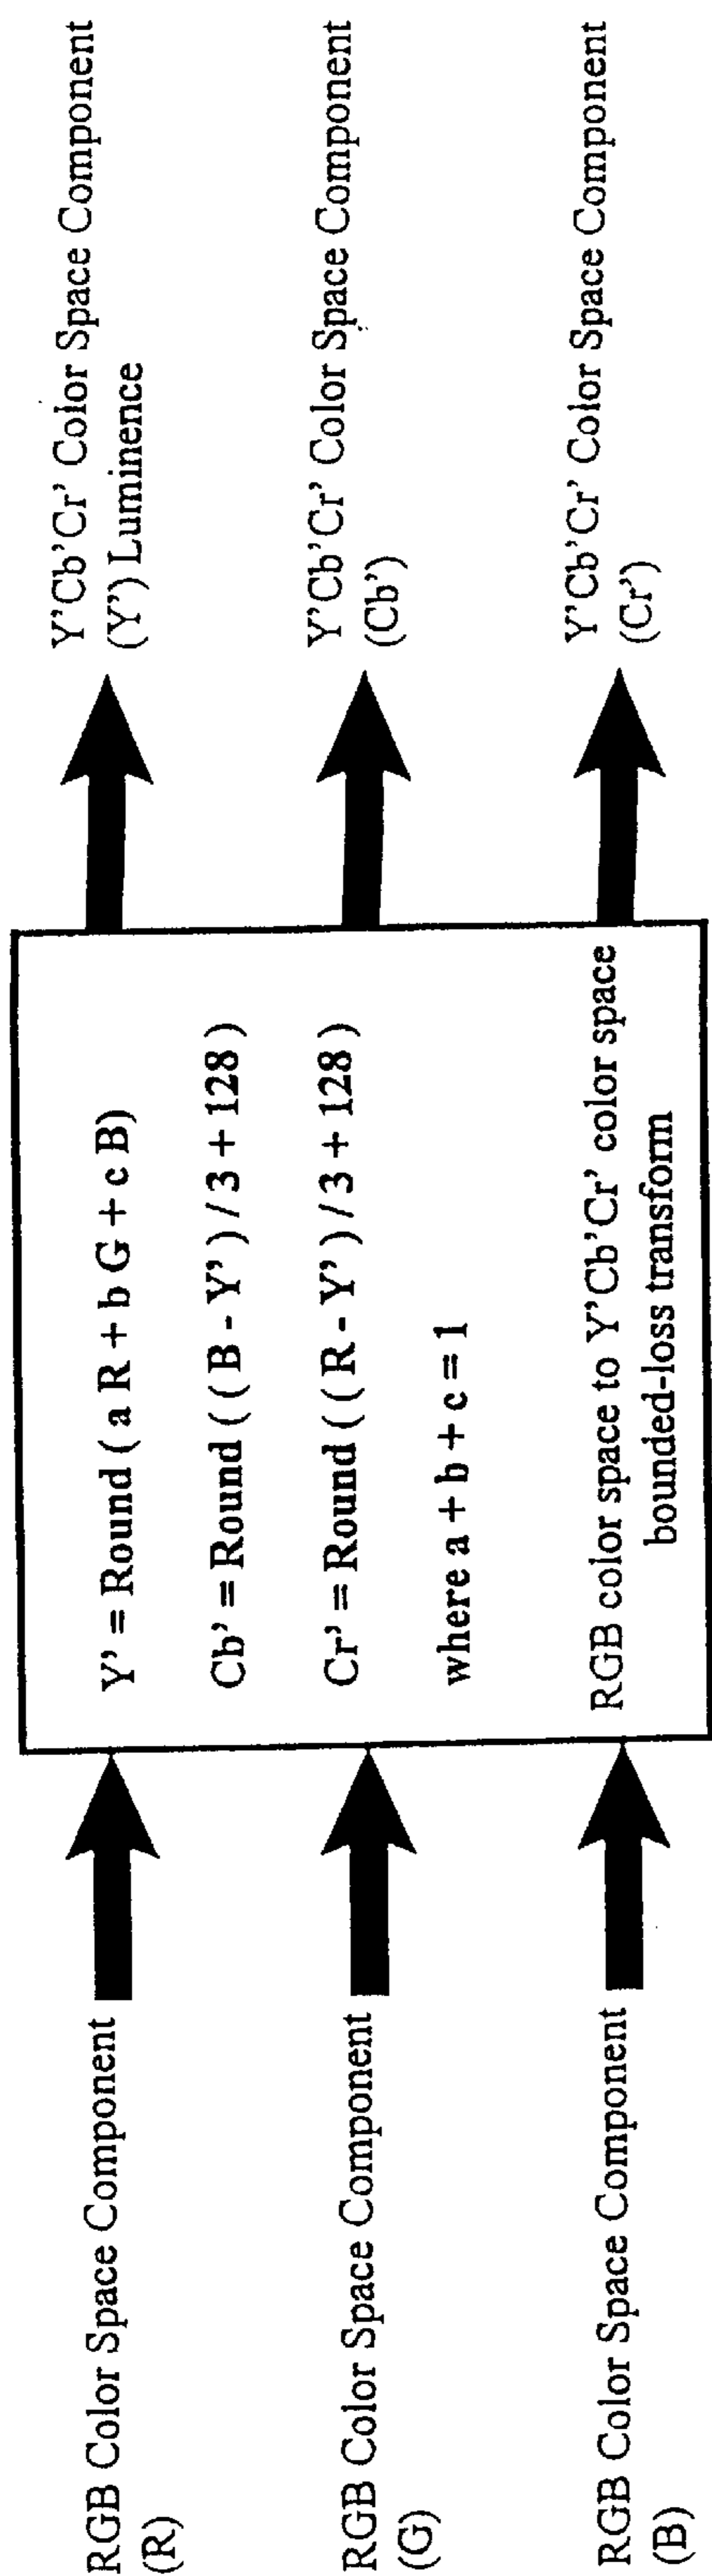 RGB Color Space Component
(R)
RGB Color Space Component
(G)
RGB Color Space Component
(B)
Y' = Round ( a R + b G + c B )
Cb' = Round ( ( B - Y' ) / 3 + 128 )
Cr' = Round ( ( R - Y' ) / 3 + 128 )
where a + b + c = 1
RGB color space to Y'Cb'Cr' color space
bounded-loss transform
Y'Cb'Cr' Color Space Component
(Y') Luminence
Y'Cb'Cr' Color Space Component
(Cb')
Y'Cb'Cr' Color Space Component
(Cr')